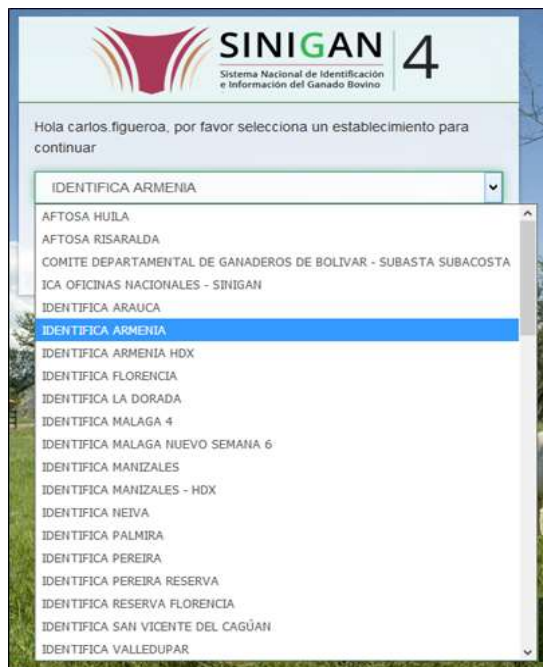 SINIGAN 4
Sistema Nacional de Identificación
e Información del Ganado Bovino
Hola carlos.figueroa, por favor selecciona un establecimiento para
continuar
IDENTIFICA ARMENIA
AFTOSA HUILA
AFTOSA RISARALDA
COMITE DEPARTAMENTAL DE GANADEROS DE BOLIVAR - SUBASTA SUBACOSTA
ICA OFICINAS NACIONALES - SINIGAN
IDENTIFICA ARAUCA
IDENTIFICA ARMENIA
IDENTIFICA ARMENIA HDX
IDENTIFICA FLORENCIA
IDENTIFICA LA DORADA
IDENTIFICA MALAGA 4
IDENTIFICA MALAGA NUEVO SEMANA 6
IDENTIFICA MANIZALES
IDENTIFICA MANIZALES - HDX
IDENTIFICA NEIVA
IDENTIFICA PALMIRA
IDENTIFICA PEREIRA
IDENTIFICA PEREIRA RESERVA
IDENTIFICA RESERVA FLORENCIA
IDENTIFICA SAN VICENTE DEL CAGÚAN
IDENTIFICA VALLEDUPAR